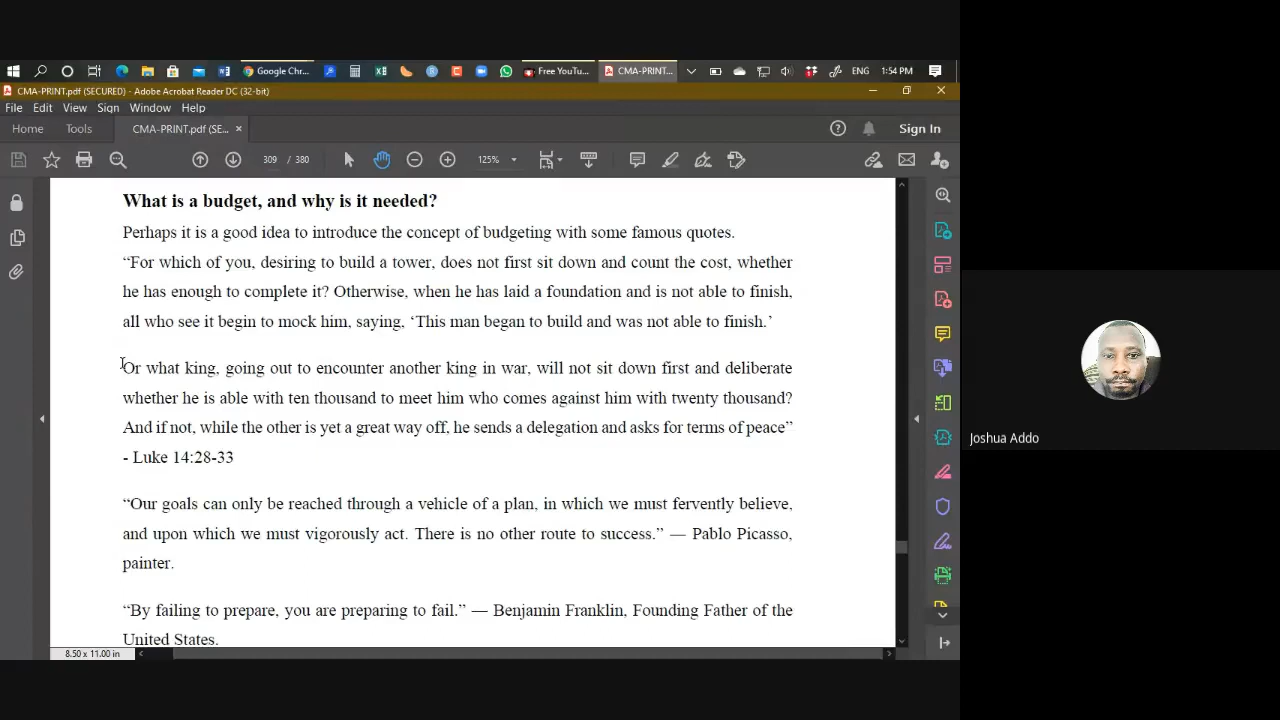 Google Chr...
Free YouTu...
CMA-PRINT...
ENG
1:54 PM
CMA-PRINT.pdf (SECURED) - Adobe Acrobat Reader DC (32-bit)
File Edit View Sign Window Help
Home Tools CMA-PRINT.pdf (SE... × Sign In
309 / 380 125%
What is a budget, and why is it needed?
Perhaps it is a good idea to introduce the concept of budgeting with some famous quotes.
“For which of you, desiring to build a tower, does not first sit down and count the cost, whether
he has enough to complete it? Otherwise, when he has laid a foundation and is not able to finish,
all who see it begin to mock him, saying, ‘This man began to build and was not able to finish.’
Or what king, going out to encounter another king in war, will not sit down first and deliberate
whether he is able with ten thousand to meet him who comes against him with twenty thousand?
And if not, while the other is yet a great way off, he sends a delegation and asks for terms of peace”
- Luke 14:28-33
“Our goals can only be reached through a vehicle of a plan, in which we must fervently believe,
and upon which we must vigorously act. There is no other route to success.” — Pablo Picasso,
painter.
“By failing to prepare, you are preparing to fail.” — Benjamin Franklin, Founding Father of the
United States.
8.50 x 11.00 in
Joshua Addo